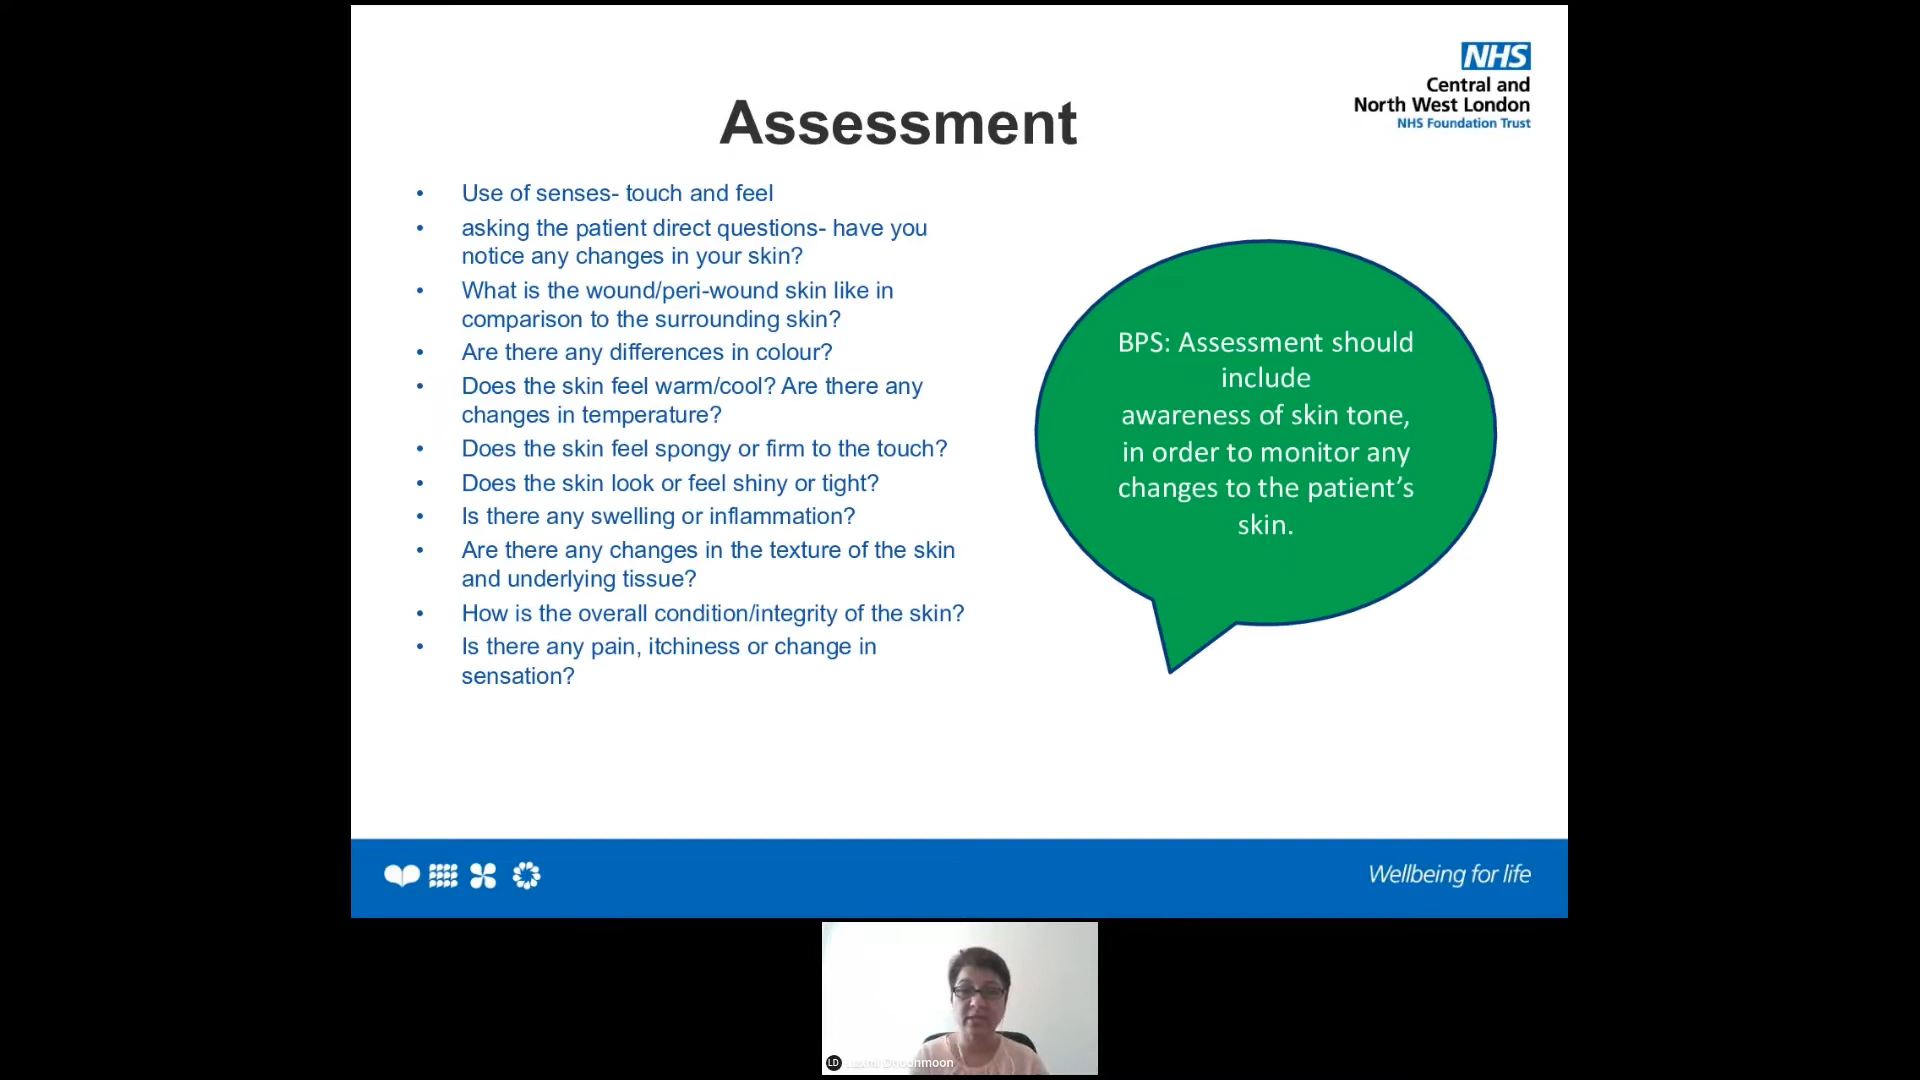 NHS
Central and
North West London
NHS Foundation Trust
Assessment
• Use of senses- touch and feel
• asking the patient direct questions- have you
notice any changes in your skin?
• What is the wound/peri-wound skin like in
comparison to the surrounding skin?
• Are there any differences in colour?
• Does the skin feel warm/cool? Are there any
changes in temperature?
• Does the skin feel spongy or firm to the touch?
• Does the skin look or feel shiny or tight?
• Is there any swelling or inflammation?
• Are there any changes in the texture of the skin
and underlying tissue?
• How is the overall condition/integrity of the skin?
• Is there any pain, itchiness or change in
sensation?
BPS: Assessment should
include
awareness of skin tone,
in order to monitor any
changes to the patient’s
skin.
Wellbeing for life
LD